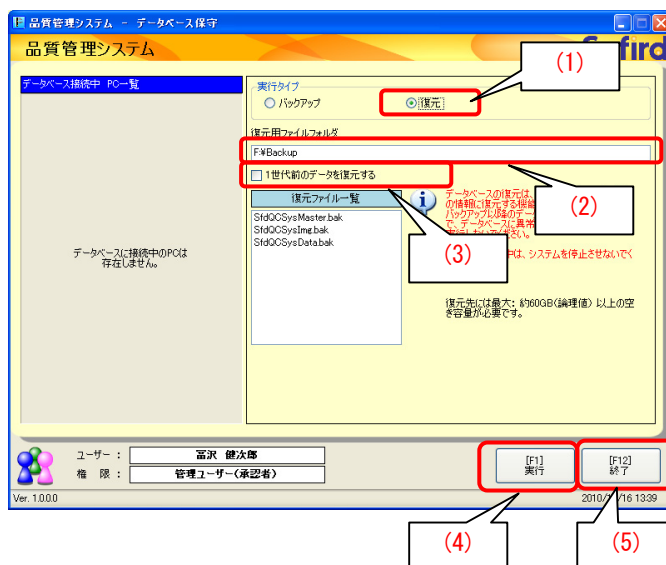 品質管理システム － データベース保守
品質管理システム
(1)
データベース接続中 PC一覧
実行タイプ
バックアップ
復元
復元用ファイルフォルダ
F:¥Backup
(2)
1世代前のデータを復元する
復元ファイル一覧
データベースの復元は、
の情報に復元する機能
バックアップ以降のデー
で、データベースに異常
(3)
SfdQCSysMaster.bak
SfdQCSysImg.bak
SfdQCSysData.bak
は、システムを停止させないでく
データベースに接続中のPCは
存在しません。
復元先には最大: 約60GB(論理値) 以上の空
き容量が必要です。
ユーザー :
富沢 健次郎
権 限 :
管理ユーザー(承認者)
[F1]
実行
[F12]
終了
Ver. 1.0.0.0
16 13:39
(4)
(5)